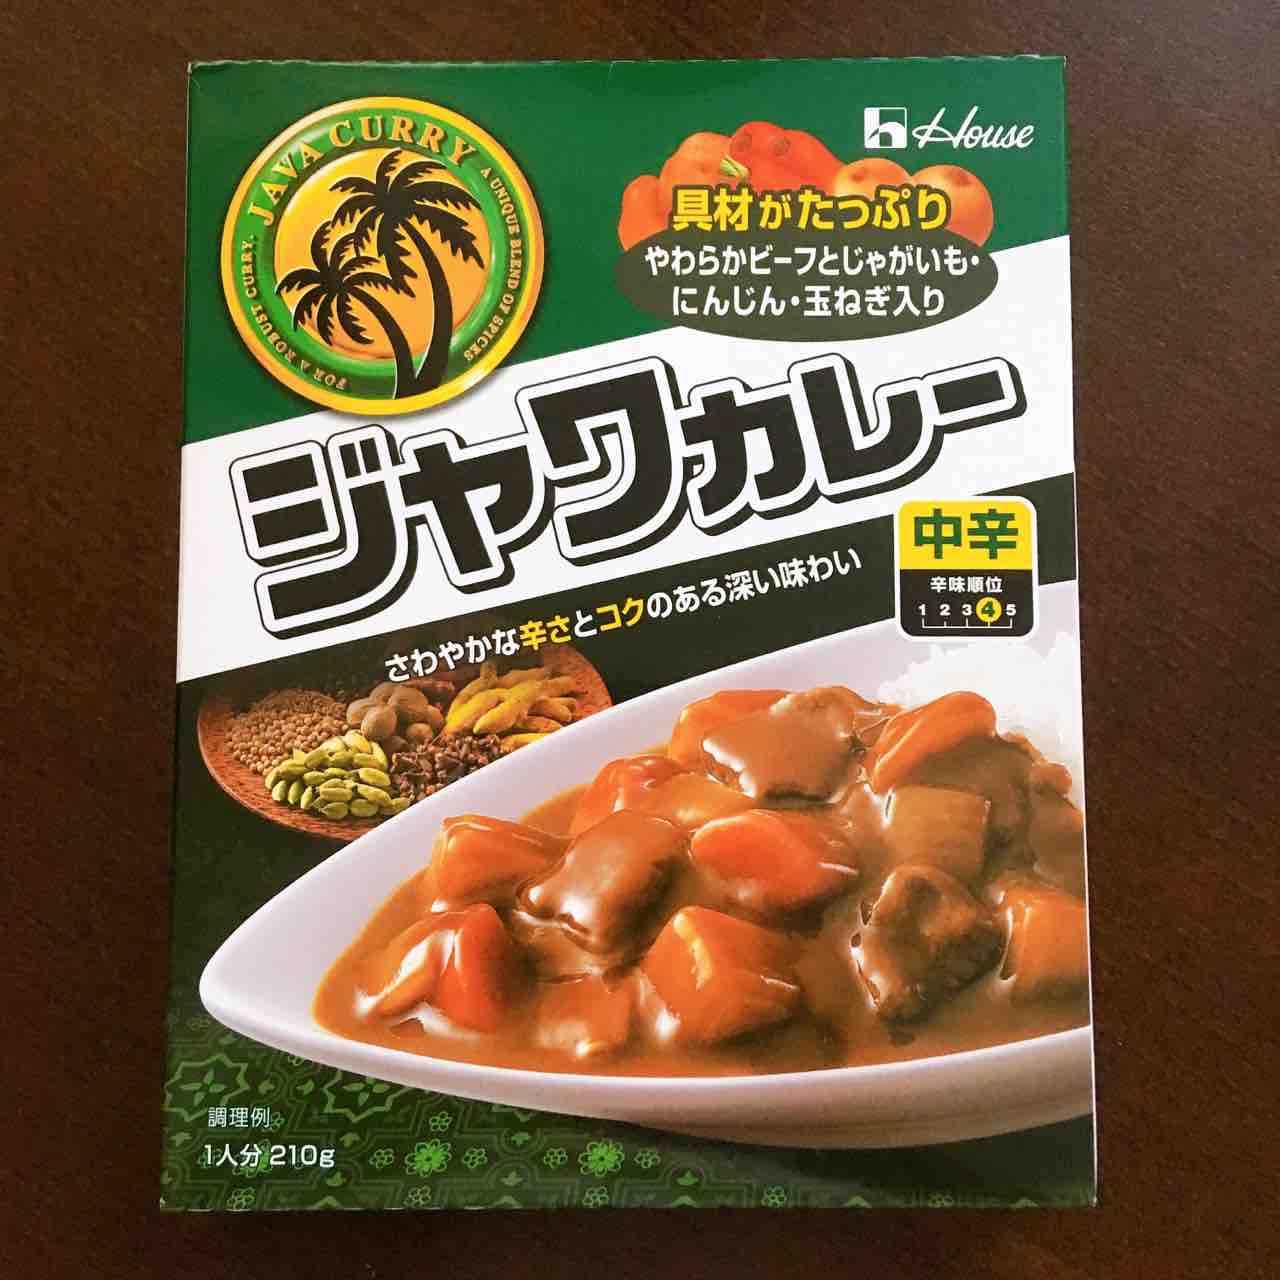 JAVA CURRY
A UNIQUE BLEND OF SPICES
FOR A ROBUST CURRY.
House
具材がたっぷり
やわらかビーフとじゃがいも・
にんじん・玉ねぎ入り
ジャワカレー
中辛
辛味順位
1 2 3 4 5
さわやかな辛さとコクのある深い味わい
調理例
1人分 210g